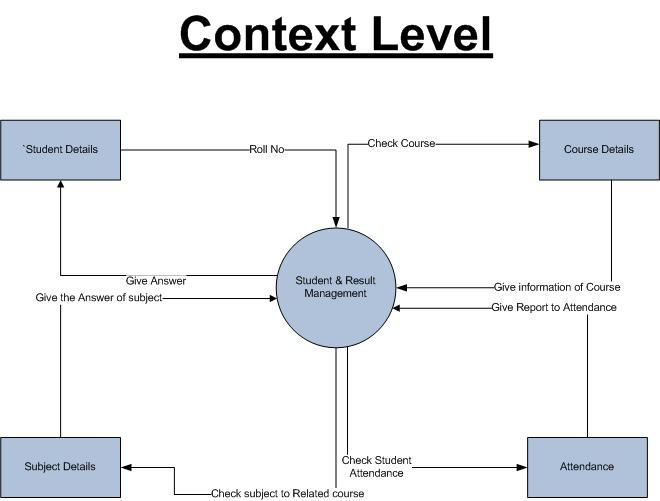 Context Level
`Student Details
Roll No
Check Course
Course Details
Give Answer
Student & Result
Management
Give information of Course
Give the Answer of subject
Give Report to Attendance
Subject Details
Check Student
Attendance
Attendance
Check subject to Related course